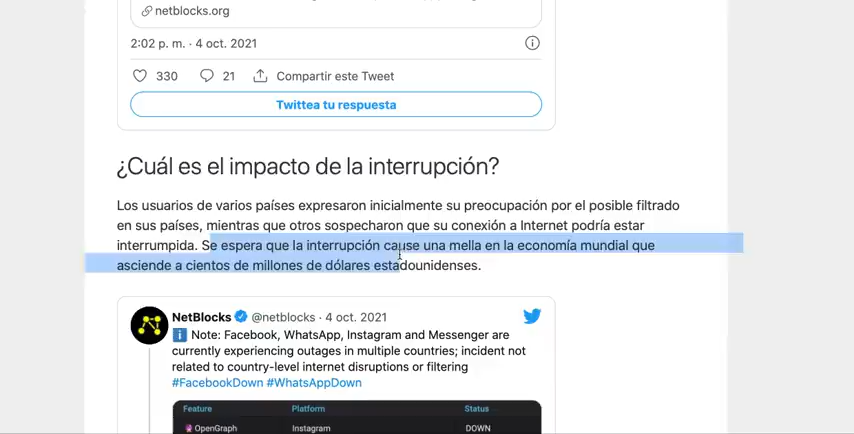 netblocks.org
2:02 p. m. · 4 oct. 2021
330 21 Compartir este Tweet
Twittea tu respuesta
¿Cuál es el impacto de la interrupción?
Los usuarios de varios países expresaron inicialmente su preocupación por el posible filtrado
en sus países, mientras que otros sospecharon que su conexión a Internet podría estar
interrumpida. Se espera que la interrupción cause una mella en la economía mundial que
asciende a cientos de millones de dólares estadounidenses.
NetBlocks @netblocks · 4 oct. 2021
Note: Facebook, WhatsApp, Instagram and Messenger are
currently experiencing outages in multiple countries; incident not
related to country-level internet disruptions or filtering
#FacebookDown #WhatsAppDown
Feature Platform Status
OpenGraph Instagram DOWN